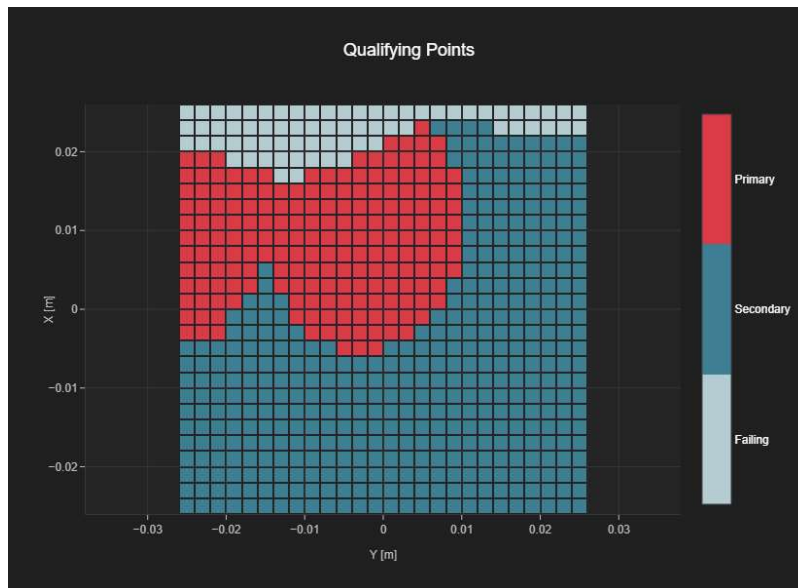 Qualifying Points
0.02
0.01
0
−0.01
−0.02
X [m]
−0.03
−0.02
−0.01
0
0.01
0.02
0.03
Y [m]
Primary
Secondary
Failing